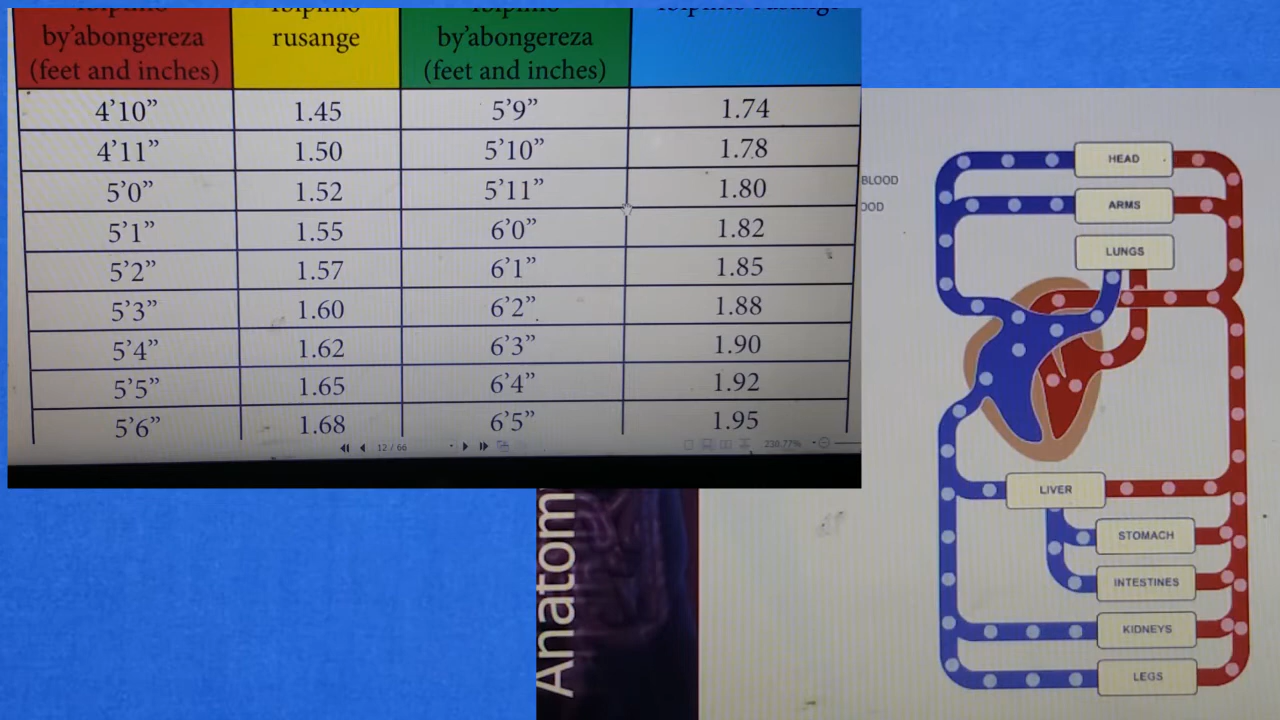 by'abongereza
(feet and inches)
rusange
by'abongereza
(feet and inches)
4'10” 1.45 5'9” 1.74
4'11” 1.50 5'10” 1.78
5'0” 1.52 5'11” 1.80
5'1” 1.55 6'0” 1.82
5'2” 1.57 6'1” 1.85
5'3” 1.60 6'2” 1.88
5'4” 1.62 6'3” 1.90
5'5” 1.65 6'4” 1.92
5'6” 1.68 6'5” 1.95
12 / 66
230.77%
BLOOD
OOD
HEAD
ARMS
LUNGS
LIVER
STOMACH
INTESTINES
KIDNEYS
LEGS
Anatom